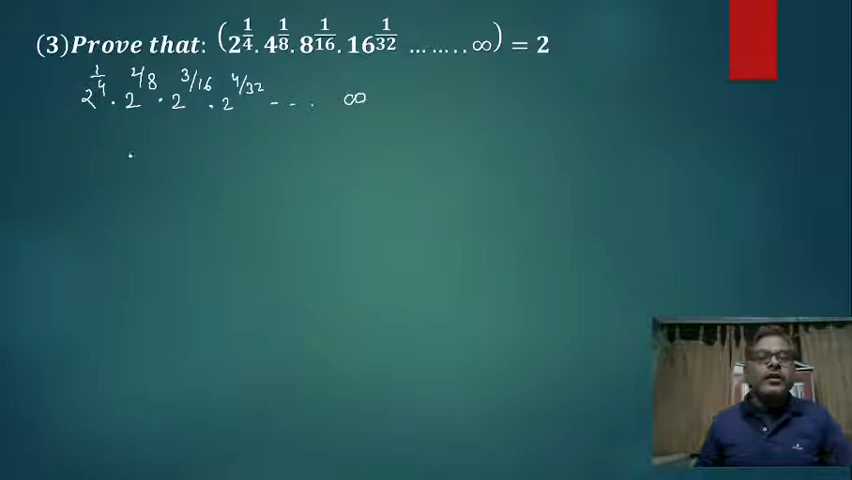 (3)Prove that: (2^{1/4}.4^{1/8}.8^{1/16}.16^{1/32} ........∞) = 2
2^{1/4} . 2^{2/8} . 2^{3/16} . 2^{4/32} - - - . ∞